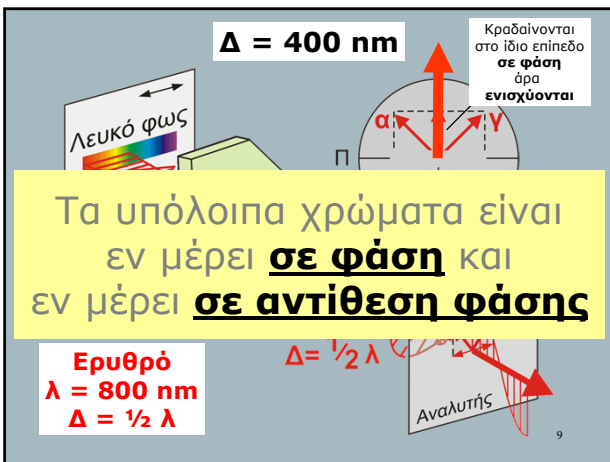 Δ = 400 nm
Κραδαίνονται
στο ίδιο επίπεδο
σε φάση
άρα
ενισχύονται
Λευκό φως
α
γ
Π
Τα υπόλοιπα χρώματα είναι
εν μέρει σε φάση και
εν μέρει σε αντίθεση φάσης
Δ= ½ λ
Ερυθρό
λ = 800 nm
Δ = ½ λ
Αναλυτής
9